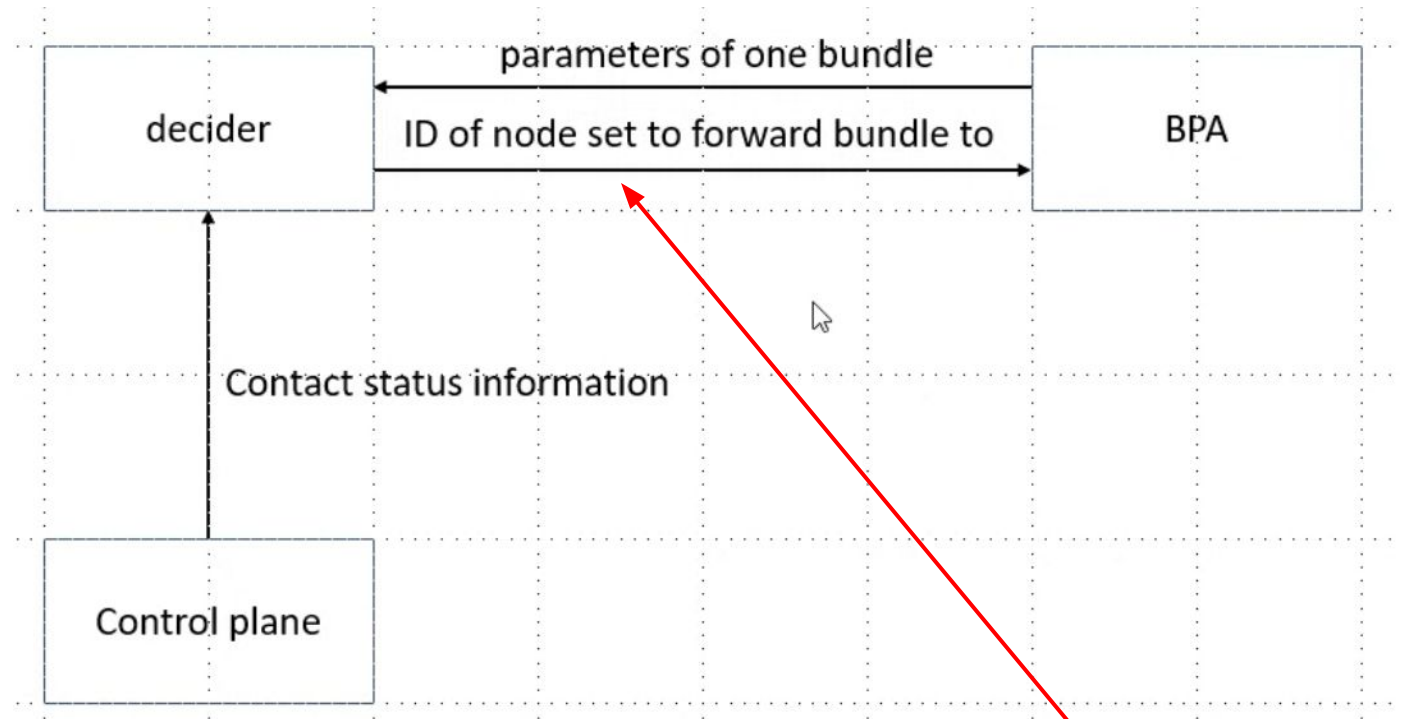 parameters of one bundle
decider
ID of node set to forward bundle to
BPA
Contact status information
Control plane